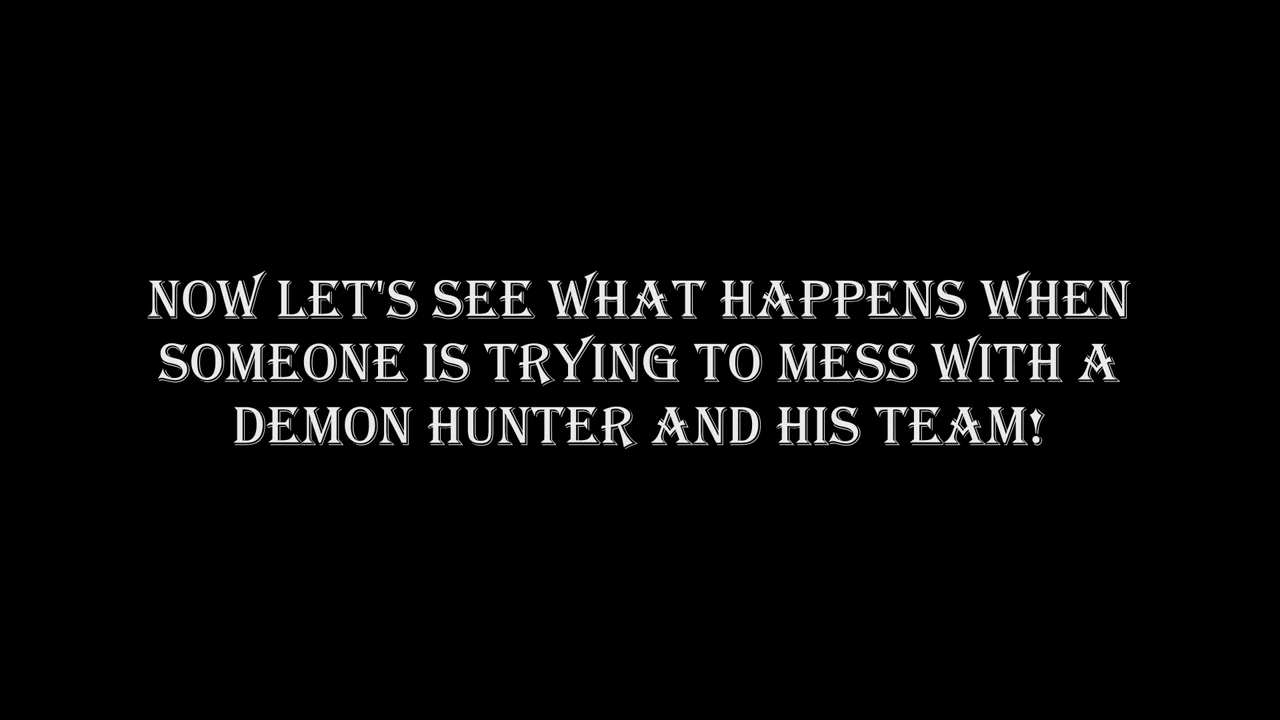 NOW LET'S SEE WHAT HAPPENS WHEN
SOMEONE IS TRYING TO MESS WITH A
DEMON HUNTER AND HIS TEAM!